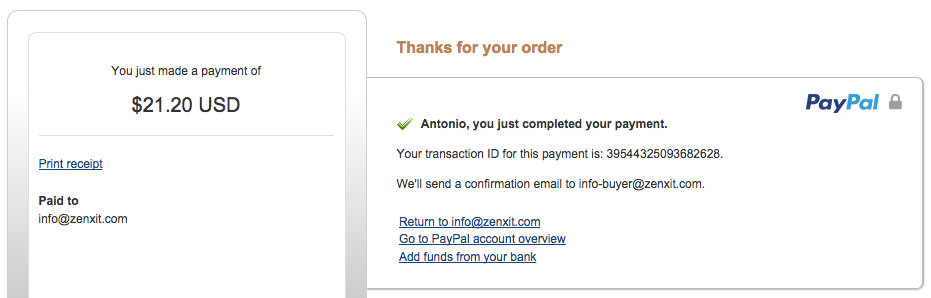 You just made a payment of
$21.20 USD
Print receipt
Paid to
info@zenxit.com
Thanks for your order
PayPal
Antonio, you just completed your payment.
Your transaction ID for this payment is: 39544325093682628.
We'll send a confirmation email to info-buyer@zenxit.com.
Return to info@zenxit.com
Go to PayPal account overview
Add funds from your bank